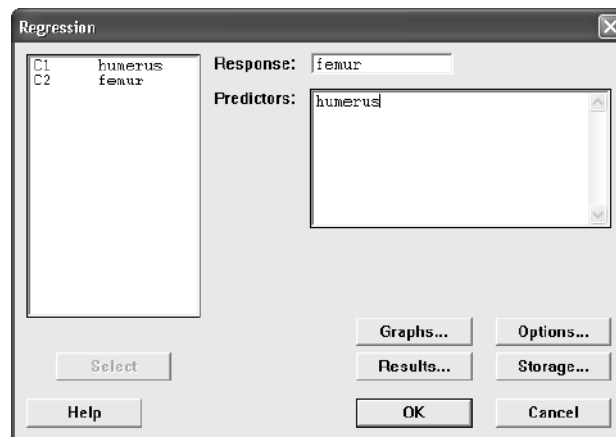 Regression
C1 humerus
C2 femur
Response: femur
Predictors: humerus
Graphs... Options...
Select Results... Storage...
Help OK Cancel